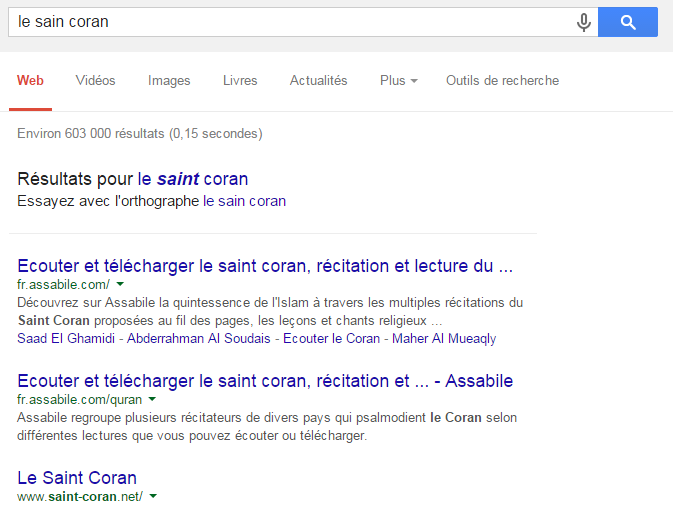 le sain coran
Web Vidéos Images Livres Actualités Plus Outils de recherche
Environ 603 000 résultats (0,15 secondes)
Résultats pour le saint coran
Essayez avec l'orthographe le sain coran
Ecouter et télécharger le saint coran, récitation et lecture du ...
fr.assabile.com/
Découvrez sur Assabile la quintessence de l'Islam à travers les multiples récitations du
Saint Coran proposées au fil des pages, les leçons et chants religieux ...
Saad El Ghamidi - Abderrahman Al Soudais - Ecouter le Coran - Maher Al Mueaqly
Ecouter et télécharger le saint coran, récitation et ... - Assabile
fr.assabile.com/quran
Assabile regroupe plusieurs récitateurs de divers pays qui psalmodient le Coran selon
différentes lectures que vous pouvez écouter ou télécharger.
Le Saint Coran
www.saint-coran.net/